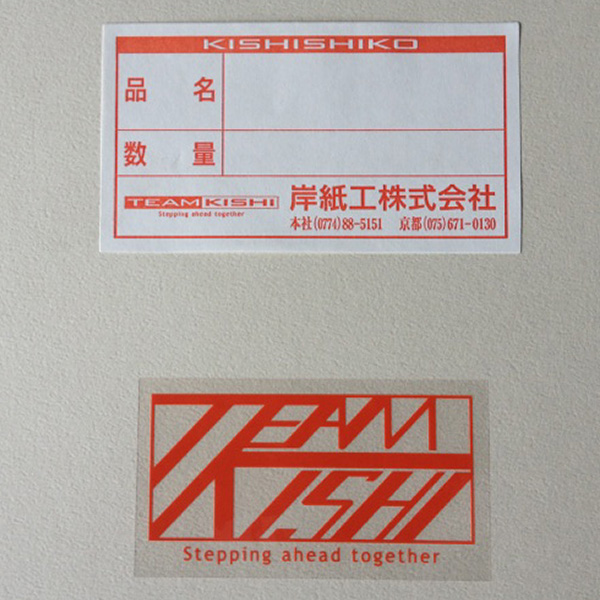 KISHISHIKO
品 名
数 量
TEAM KISHI
Stepping ahead together
岸紙工株式会社
本社(0774)88-5151 京都(075)671-0130
TEAM
KISHI
Stepping ahead together